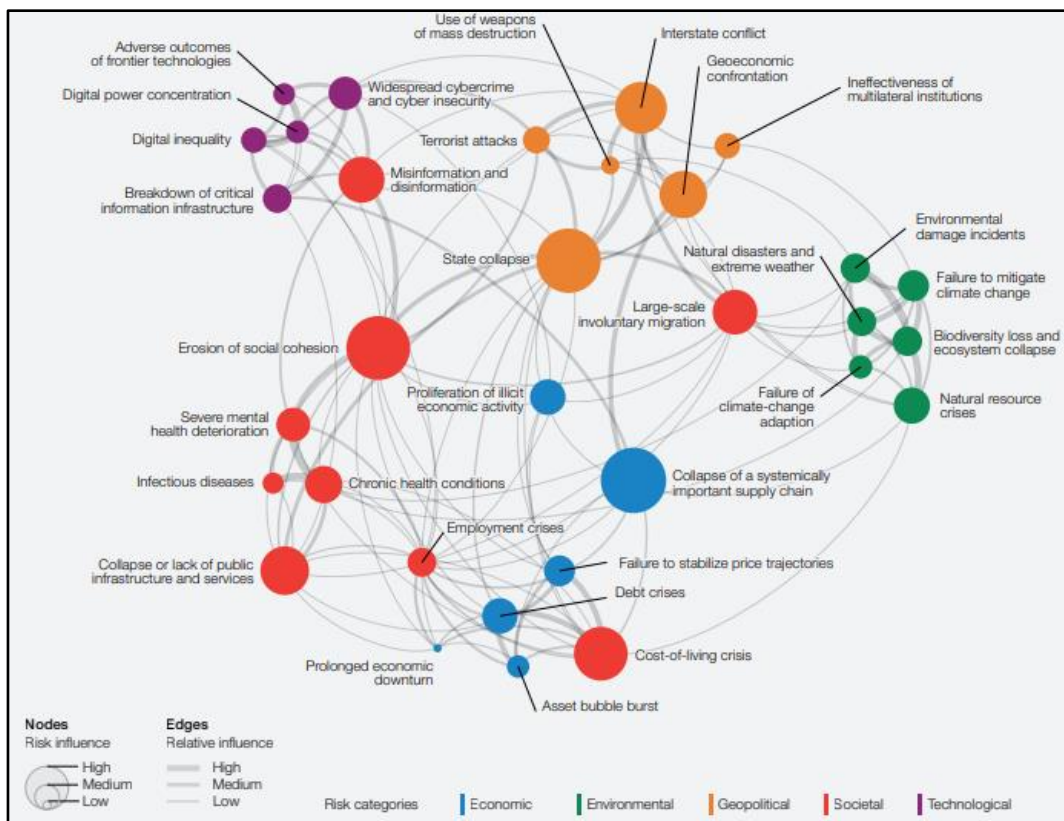 Use of weapons
of mass destruction
Interstate conflict
Adverse outcomes
of frontier technologies
Geoeconomic
confrontation
Widespread cybercrime
and cyber insecurity
Ineffectiveness of
multilateral institutions
Digital power concentration
Digital inequality
Terrorist attacks
Misinformation and
disinformation
Breakdown of critical
information infrastructure
Environmental
damage incidents
Natural disasters and
extreme weather
State collapse
Failure to mitigate
climate change
Large-scale
involuntary migration
Biodiversity loss and
ecosystem collapse
Erosion of social cohesion
Proliferation of illicit
economic activity
Failure of
climate-change
adaption
Natural resource
crises
Severe mental
health deterioration
Infectious diseases
Chronic health conditions
Collapse of a systemically
important supply chain
Employment crises
Collapse or lack of public
infrastructure and services
Failure to stabilize price trajectories
Debt crises
Prolonged economic
downturn
Cost-of-living crisis
Asset bubble burst
Nodes
Risk influence
High
Medium
Low
Edges
Relative influence
High
Medium
Low
Risk categories
Economic
Environmental
Geopolitical
Societal
Technological